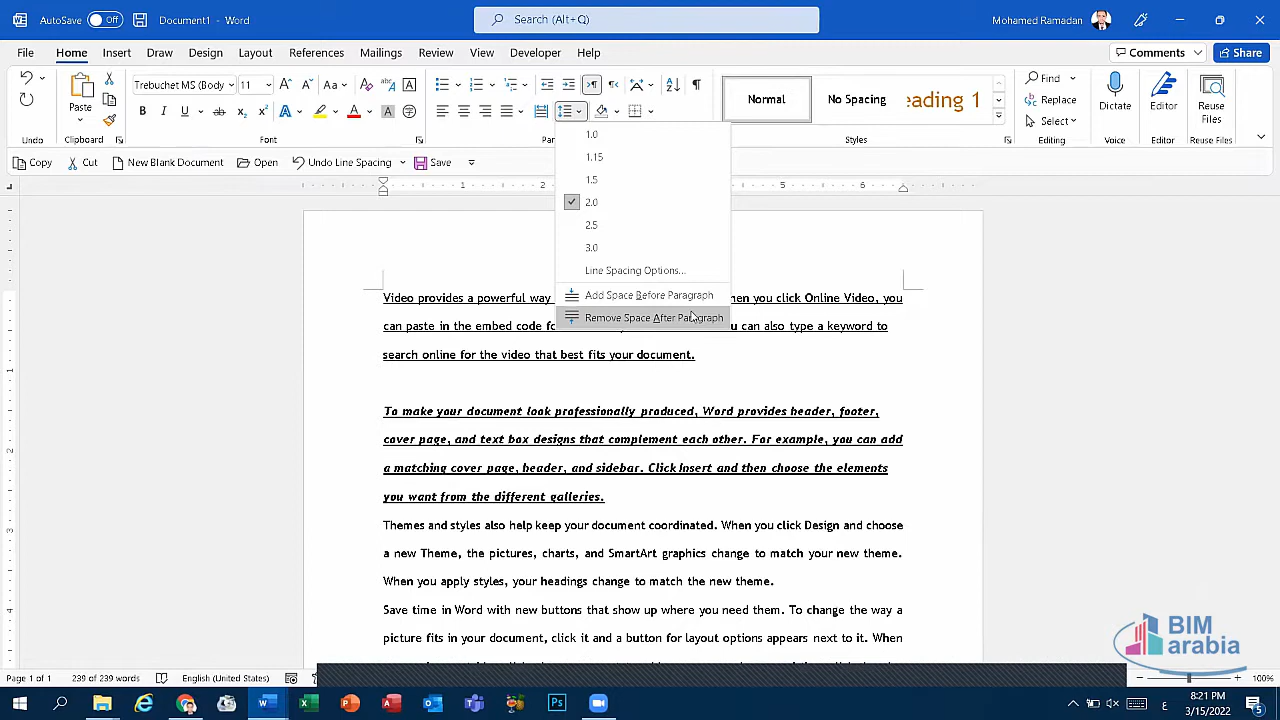 AutoSave Off Document1 - Word Search (Alt+Q) Mohamed Ramadan
File Home Insert Draw Design Layout References Mailings Review View Developer Help Comments Share
Paste
Trebuchet MS (Body 11
Normal No Spacing eading 1
Find
Replace
Select
Dictate Editor Reuse Files
Clipboard Font Styles Editing Voice Editor Reuse Files
Copy Cut New Blank Document Open Undo Line Spacing Save
1.0
1.15
1.5
2.0
2.5
3.0
Line Spacing Options...
Add Space Before Paragraph
Remove Space After Paragraph
1 2 5 6
Video provides a powerful way hen you click Online Video, you
can paste in the embed code fo u can also type a keyword to
search online for the video that best fits your document.
To make your document look professionally produced, Word provides header, footer,
cover page, and text box designs that complement each other. For example, you can add
a matching cover page, header, and sidebar. Click Insert and then choose the elements
you want from the different galleries.
Themes and styles also help keep your document coordinated. When you click Design and choose
a new Theme, the pictures, charts, and SmartArt graphics change to match your new theme.
When you apply styles, your headings change to match the new theme.
Save time in Word with new buttons that show up where you need them. To change the way a
picture fits in your document, click it and a button for layout options appears next to it. When
BIM
arabia
Page 1 of 1 239 of 239 words English (United States) 100%
8:21 PM
3/15/2022